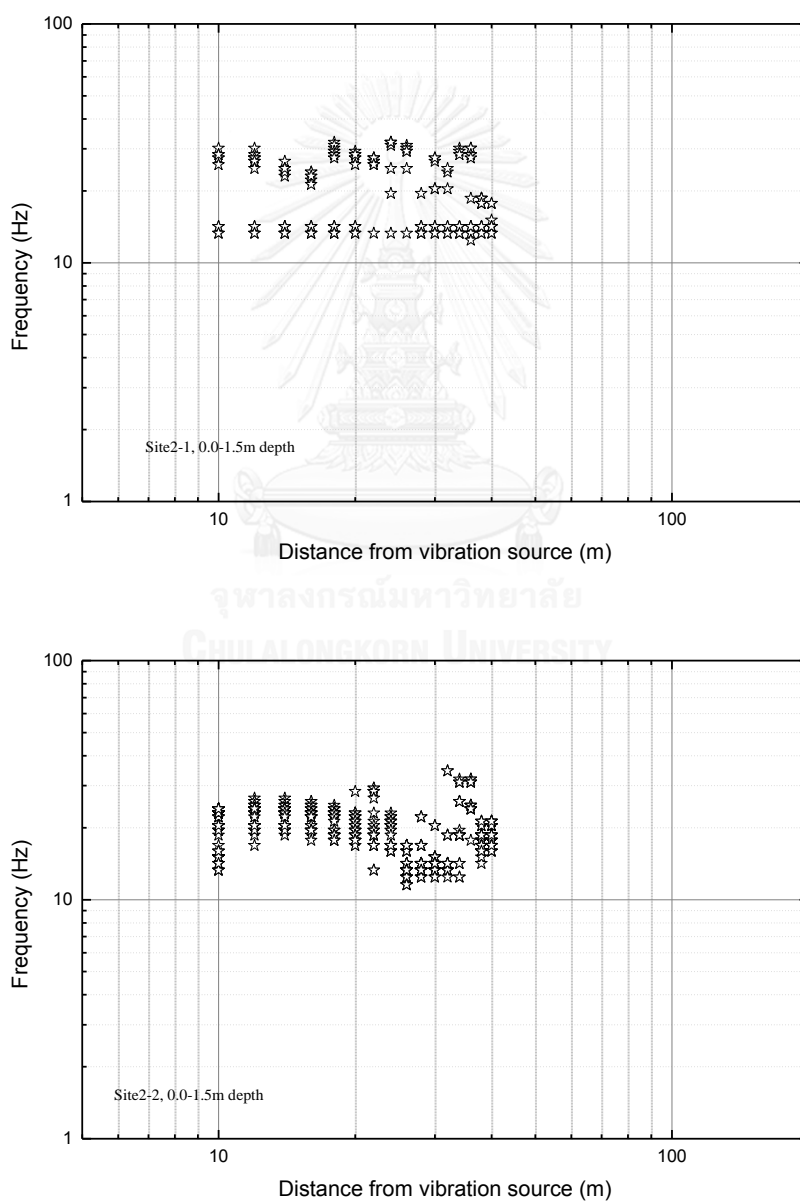 100
10
1
Frequency (Hz)
Site2-1, 0.0-1.5m depth
10
100
Distance from vibration source (m)
จุฬาลงกรณ์มหาวิทยาลัย
CHULALONGKORN UNIVERSITY
100
10
1
Frequency (Hz)
Site2-2, 0.0-1.5m depth
10
100
Distance from vibration source (m)